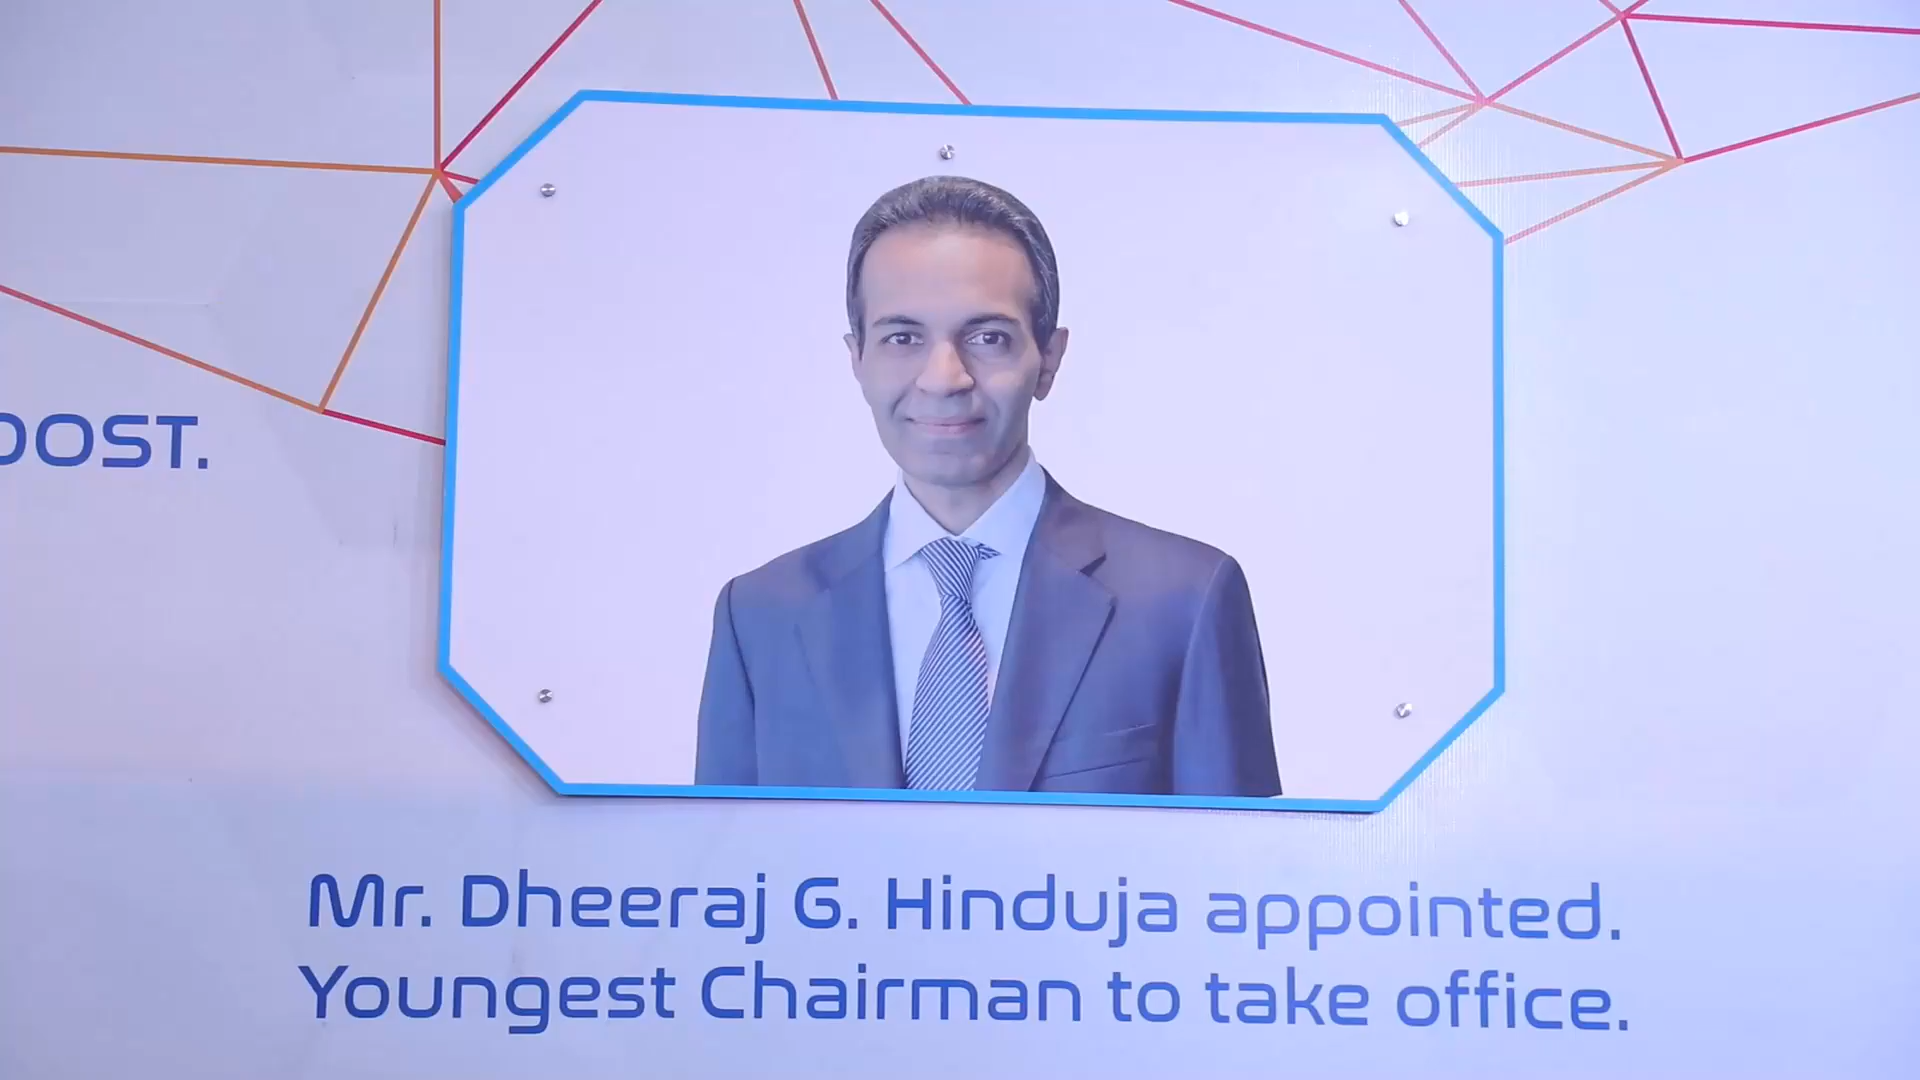 OOST.
Mr. Dheeraj G. Hinduja appointed.
Youngest Chairman to take office.